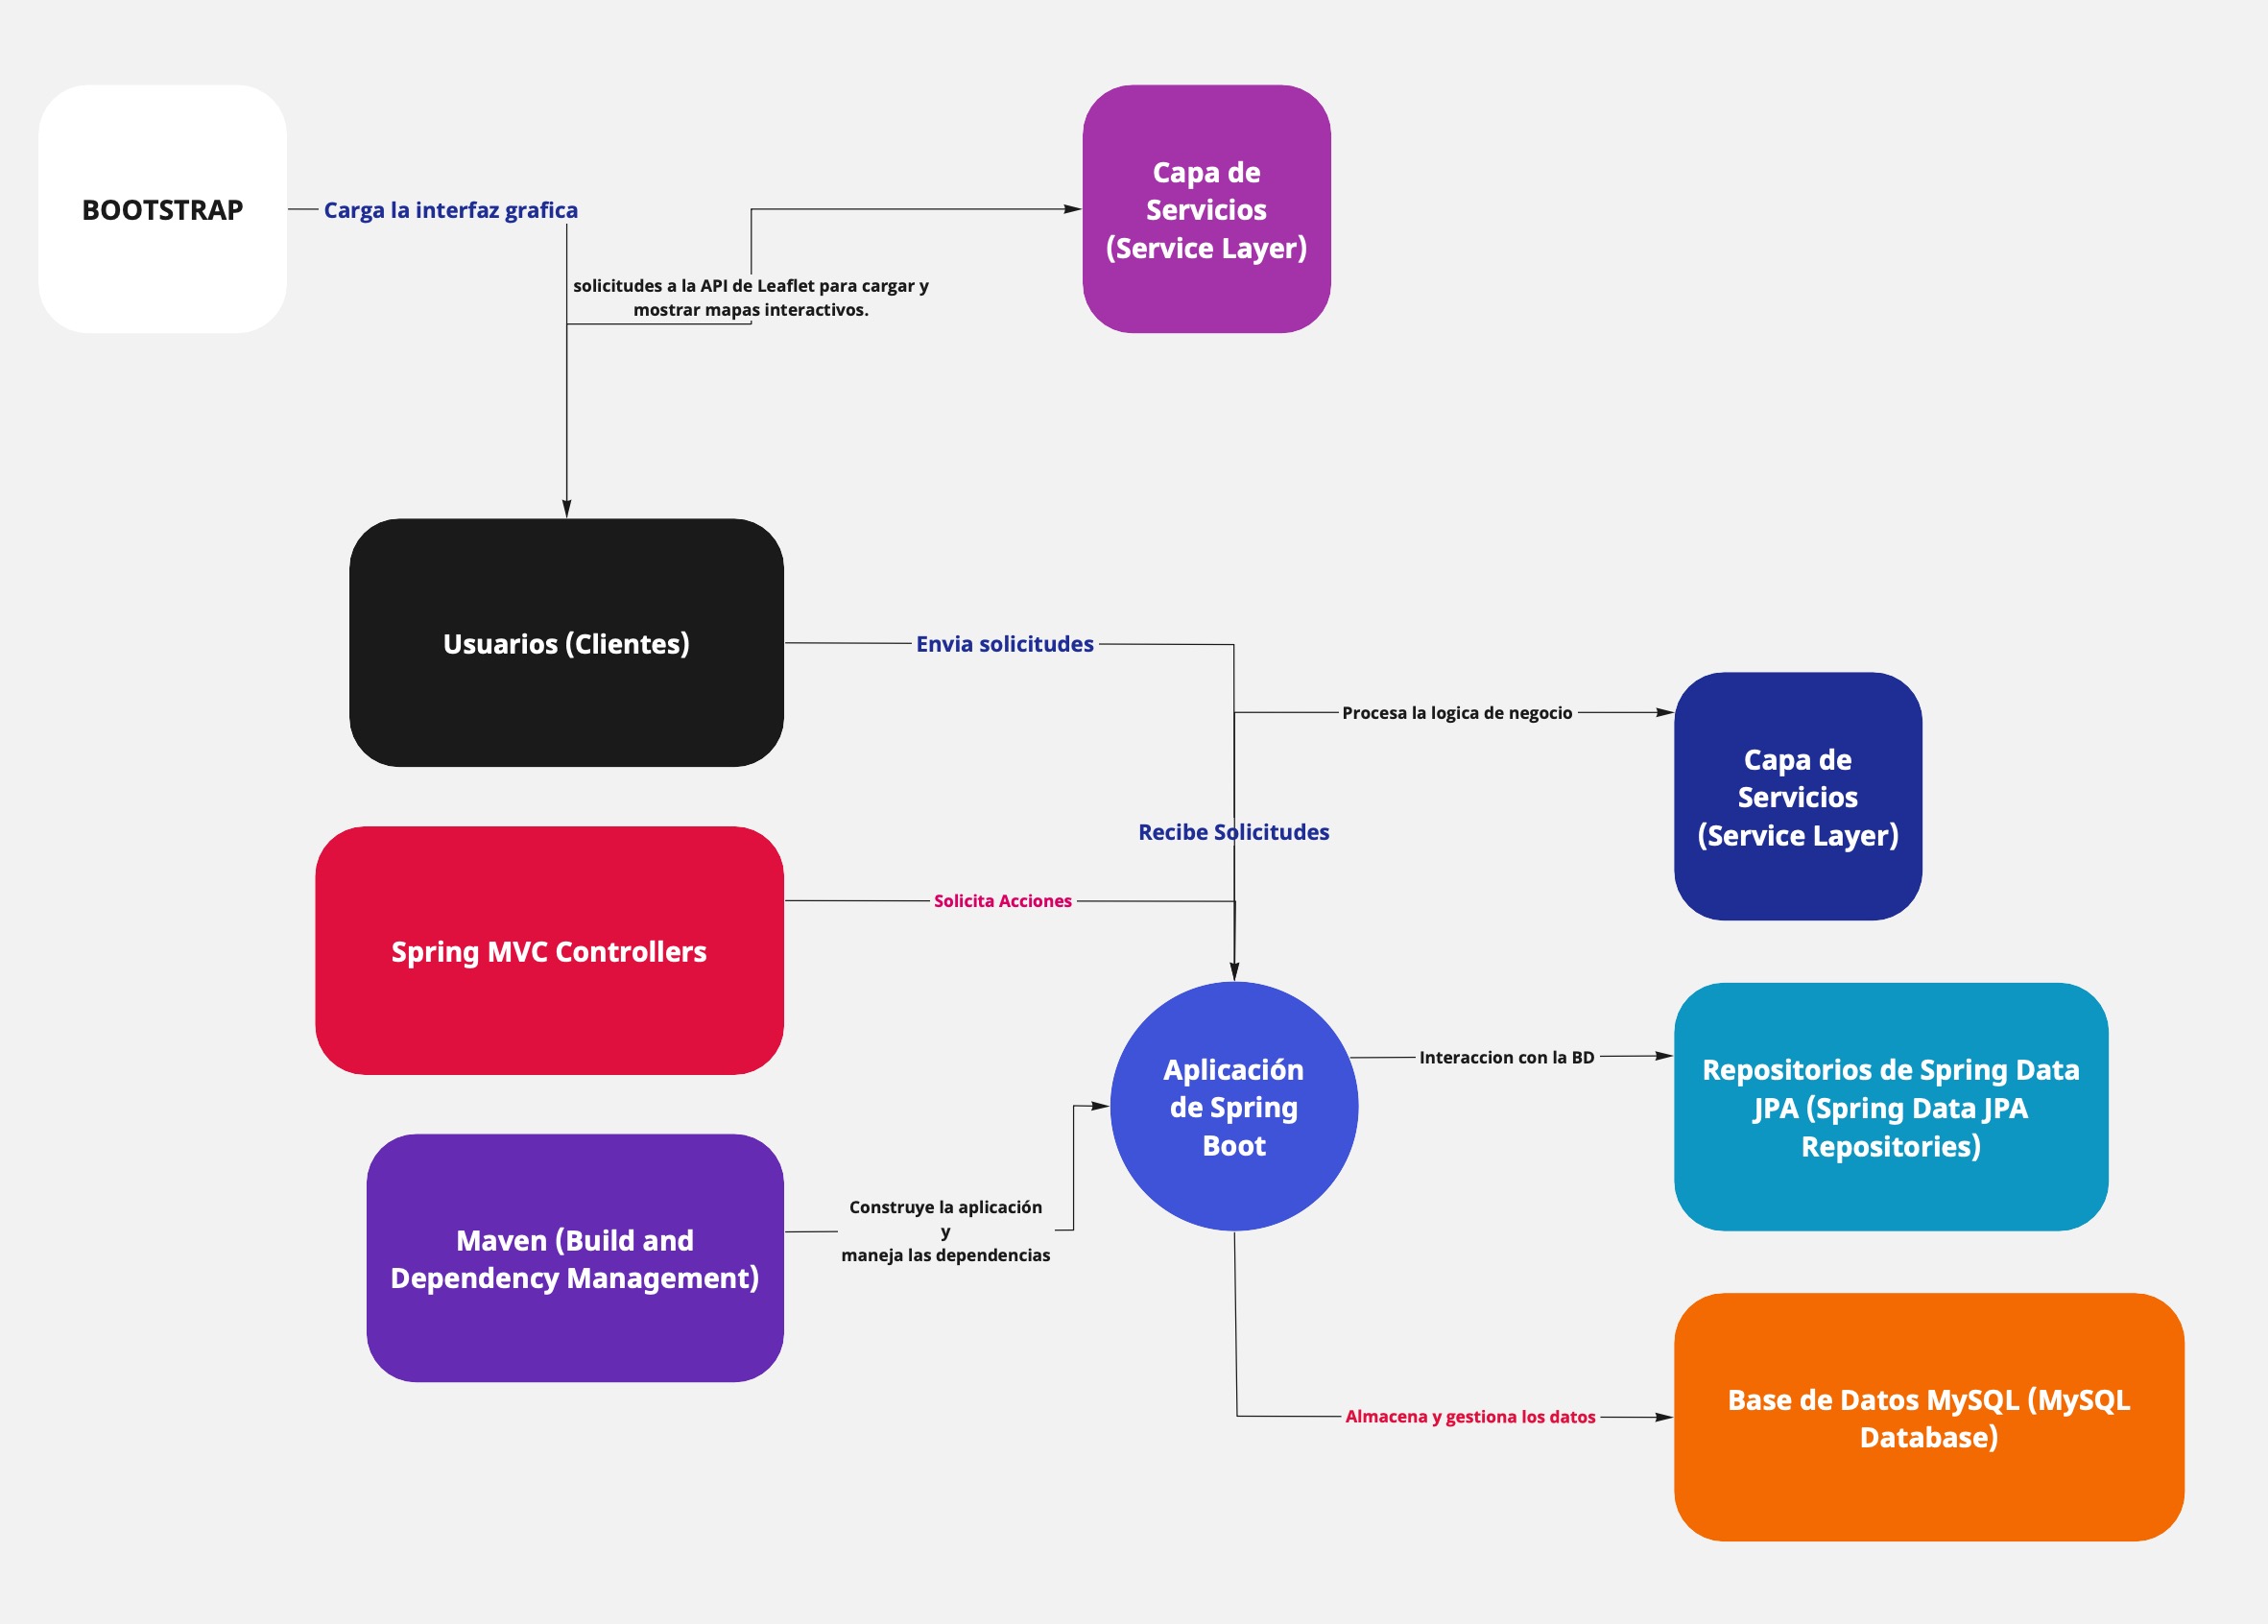 BOOTSTRAP
Carga la interfaz grafica
Capa de
Servicios
(Service Layer)
solicitudes a la API de Leaflet para cargar y
mostrar mapas interactivos.
Usuarios (Clientes)
Envia solicitudes
Procesa la logica de negocio
Capa de
Servicios
(Service Layer)
Recibe Solicitudes
Solicita Acciones
Spring MVC Controllers
Aplicación
de Spring
Boot
Interaccion con la BD
Repositorios de Spring Data
JPA (Spring Data JPA
Repositories)
Maven (Build and
Dependency Management)
Construye la aplicación
y
maneja las dependencias
Almacena y gestiona los datos
Base de Datos MySQL (MySQL
Database)